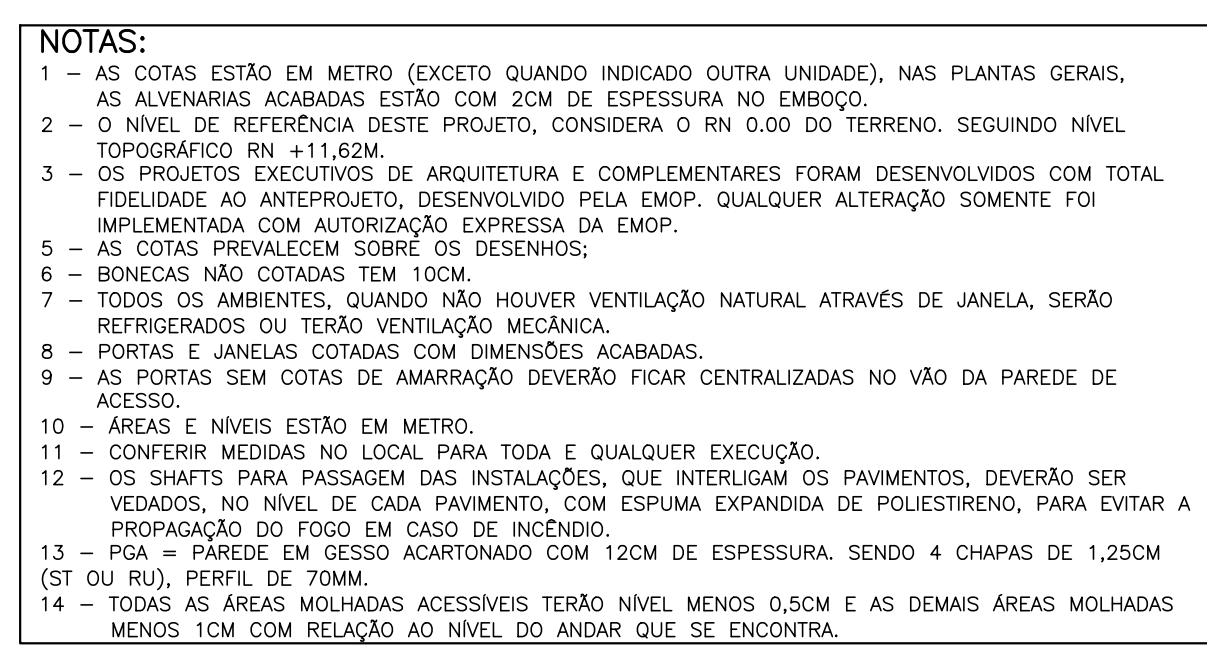 NOTAS:
1 – AS COTAS ESTÃO EM METRO (EXCETO QUANDO INDICADO OUTRA UNIDADE), NAS PLANTAS GERAIS,
AS ALVENARIAS ACABADAS ESTÃO COM 2CM DE ESPESSURA NO EMBOÇO.
2 – O NÍVEL DE REFERÊNCIA DESTE PROJETO, CONSIDERA O RN 0.00 DO TERRENO. SEGUINDO NÍVEL
TOPOGRÁFICO RN +11,62M.
3 – OS PROJETOS EXECUTIVOS DE ARQUITETURA E COMPLEMENTARES FORAM DESENVOLVIDOS COM TOTAL
FIDELIDADE AO ANTEPROJETO, DESENVOLVIDO PELA EMOP. QUALQUER ALTERAÇÃO SOMENTE FOI
IMPLEMENTADA COM AUTORIZAÇÃO EXPRESSA DA EMOP.
5 – AS COTAS PREVALECEM SOBRE OS DESENHOS;
6 – BONECAS NÃO COTADAS TEM 10CM.
7 – TODOS OS AMBIENTES, QUANDO NÃO HOUVER VENTILAÇÃO NATURAL ATRAVÉS DE JANELA, SERÃO
REFRIGERADOS OU TERÃO VENTILAÇÃO MECÂNICA.
8 – PORTAS E JANELAS COTADAS COM DIMENSÕES ACABADAS.
9 – AS PORTAS SEM COTAS DE AMARRAÇÃO DEVERÃO FICAR CENTRALIZADAS NO VÃO DA PAREDE DE
ACESSO.
10 – ÁREAS E NÍVEIS ESTÃO EM METRO.
11 – CONFERIR MEDIDAS NO LOCAL PARA TODA E QUALQUER EXECUÇÃO.
12 – OS SHAFTS PARA PASSAGEM DAS INSTALAÇÕES, QUE INTERLIGAM OS PAVIMENTOS, DEVERÃO SER
VEDADOS, NO NÍVEL DE CADA PAVIMENTO, COM ESPUMA EXPANDIDA DE POLIESTIRENO, PARA EVITAR A
PROPAGAÇÃO DO FOGO EM CASO DE INCÊNDIO.
13 – PGA = PAREDE EM GESSO ACARTONADO COM 12CM DE ESPESSURA. SENDO 4 CHAPAS DE 1,25CM
(ST OU RU), PERFIL DE 70MM.
14 – TODAS AS ÁREAS MOLHADAS ACESSÍVEIS TERÃO NÍVEL MENOS 0,5CM E AS DEMAIS ÁREAS MOLHADAS
MENOS 1CM COM RELAÇÃO AO NÍVEL DO ANDAR QUE SE ENCONTRA.